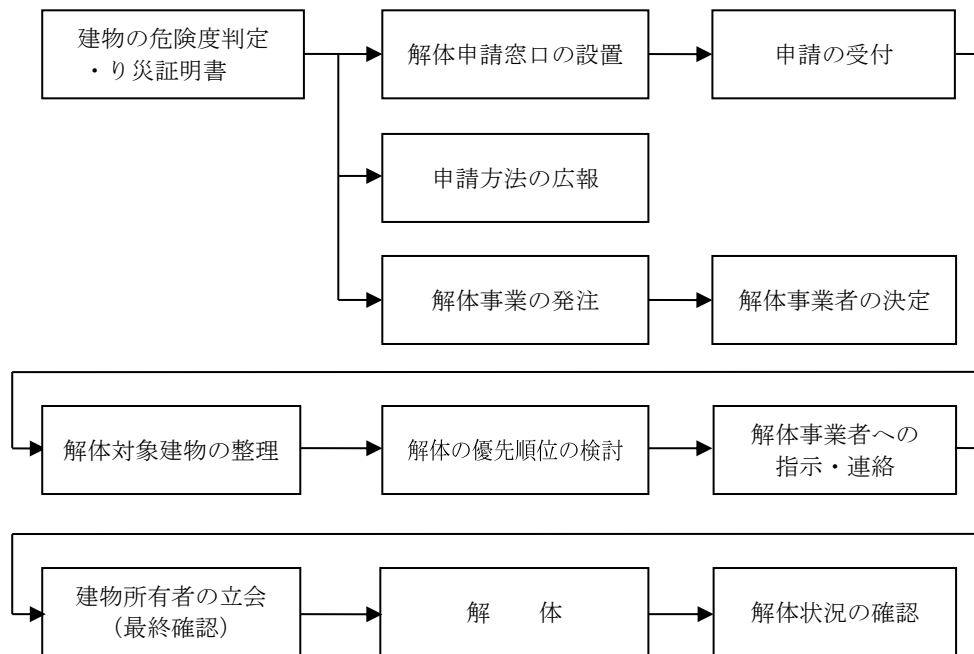 建物の危険度判定
・り災証明書
解体申請窓口の設置
申請の受付
申請方法の広報
解体事業の発注
解体事業者の決定
解体対象建物の整理
解体の優先順位の検討
解体事業者への
指示・連絡
建物所有者の立会
（最終確認）
解　　体
解体状況の確認